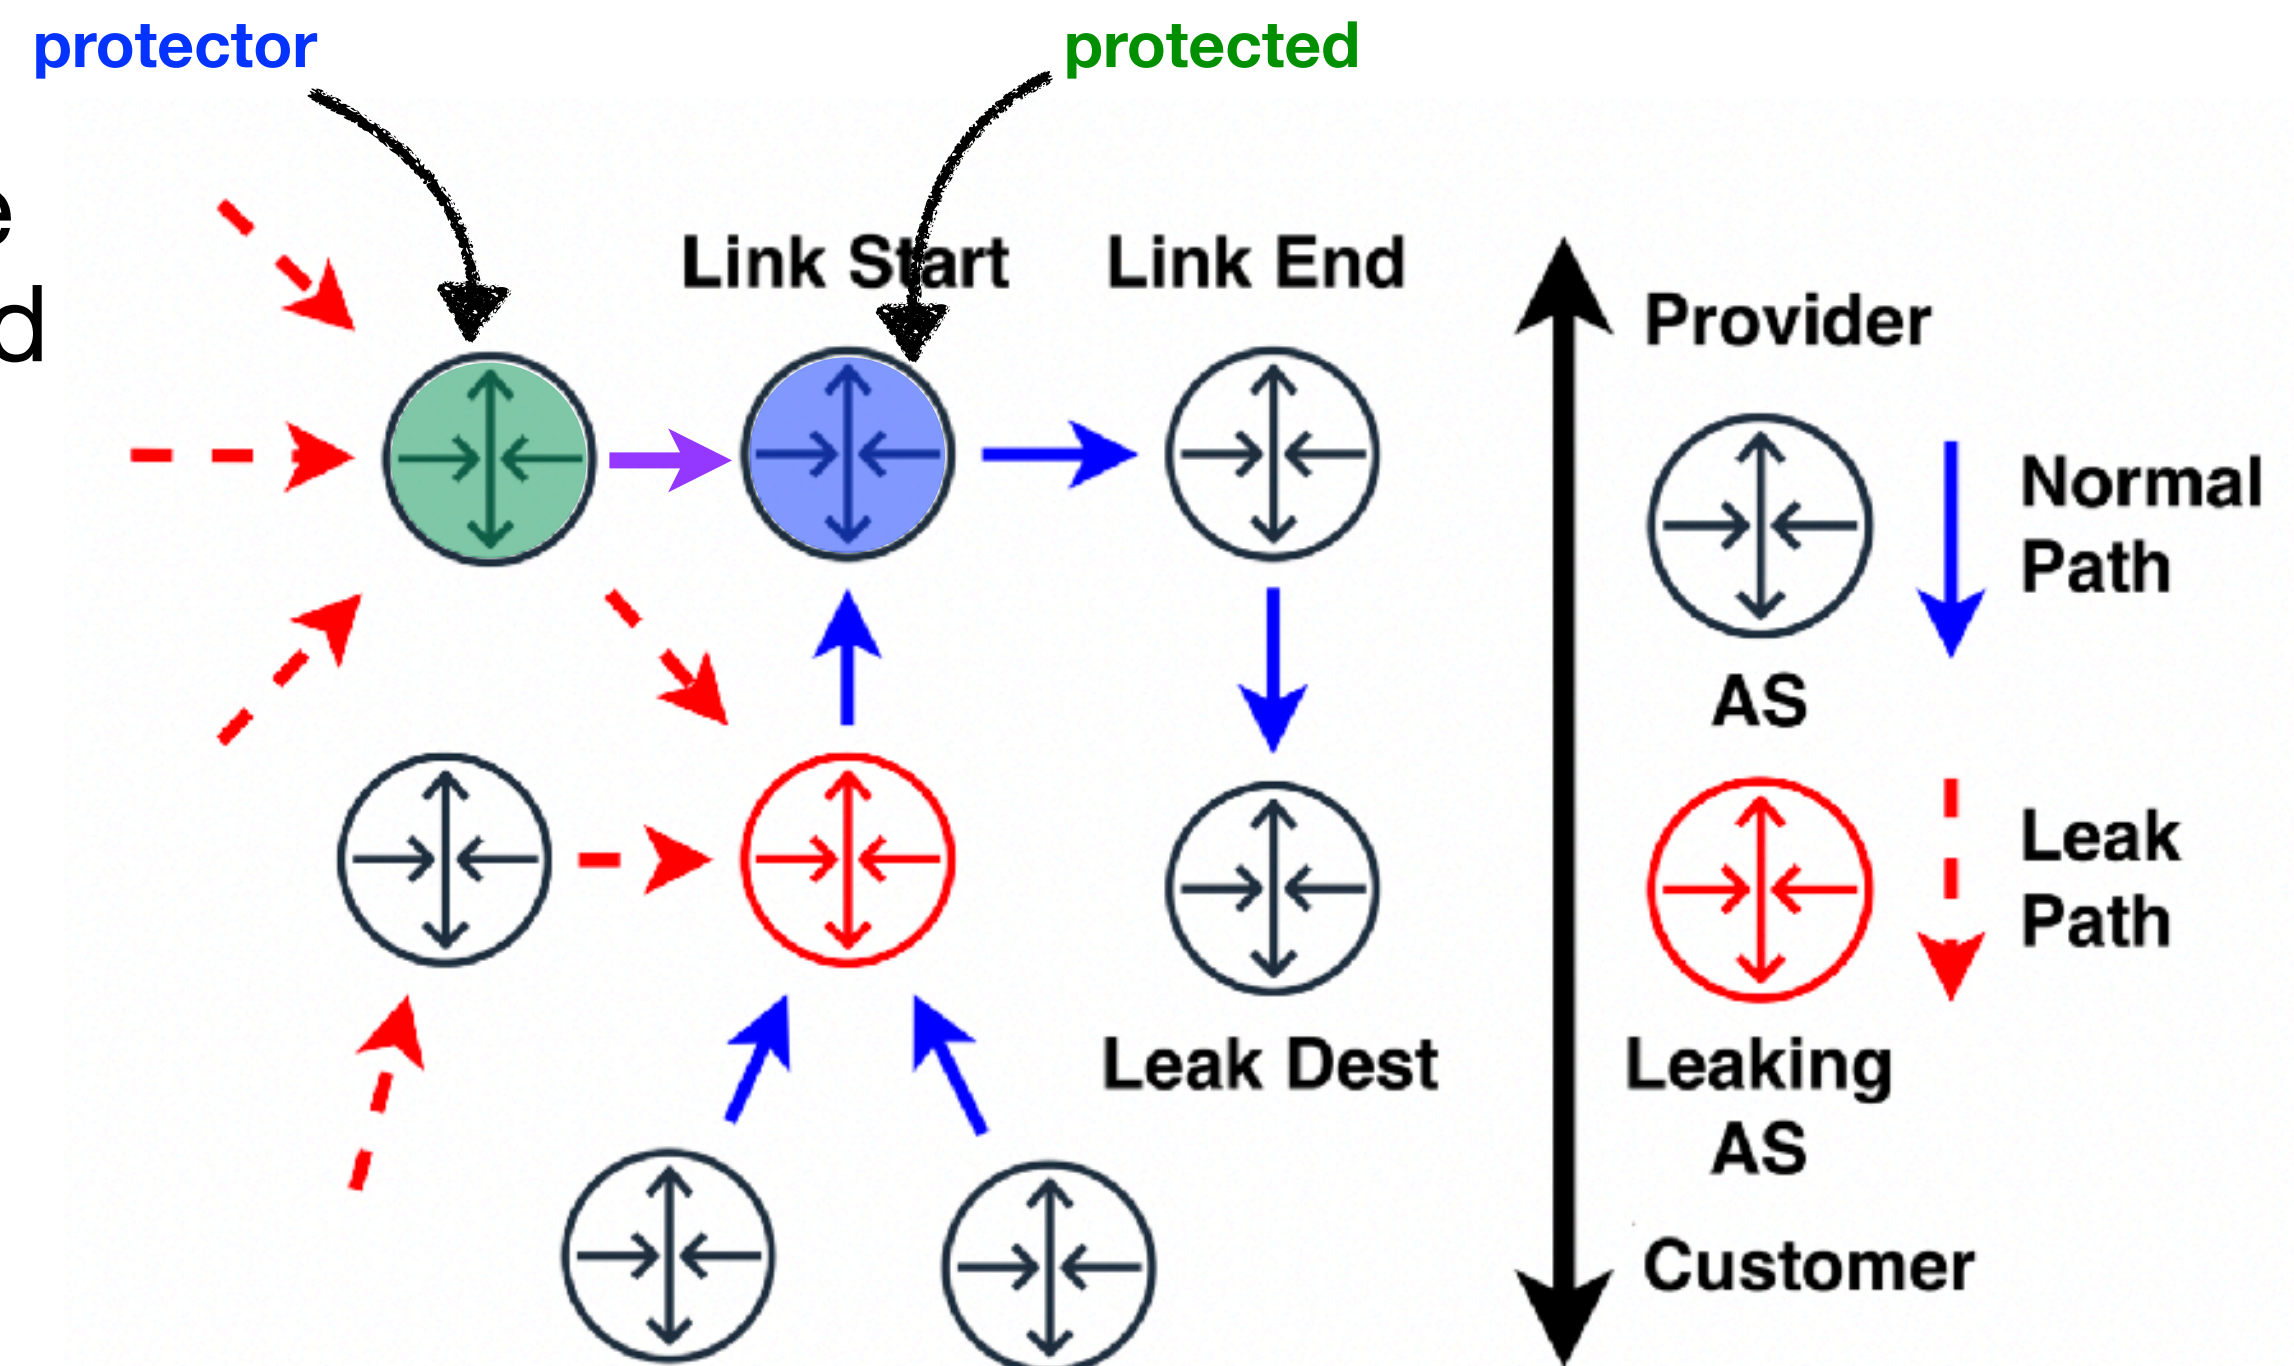 protector
protected
e
d
Link Start
Link End
Provider
Normal
Path
AS
Leak
Path
Leak Dest
Leaking
AS
Customer